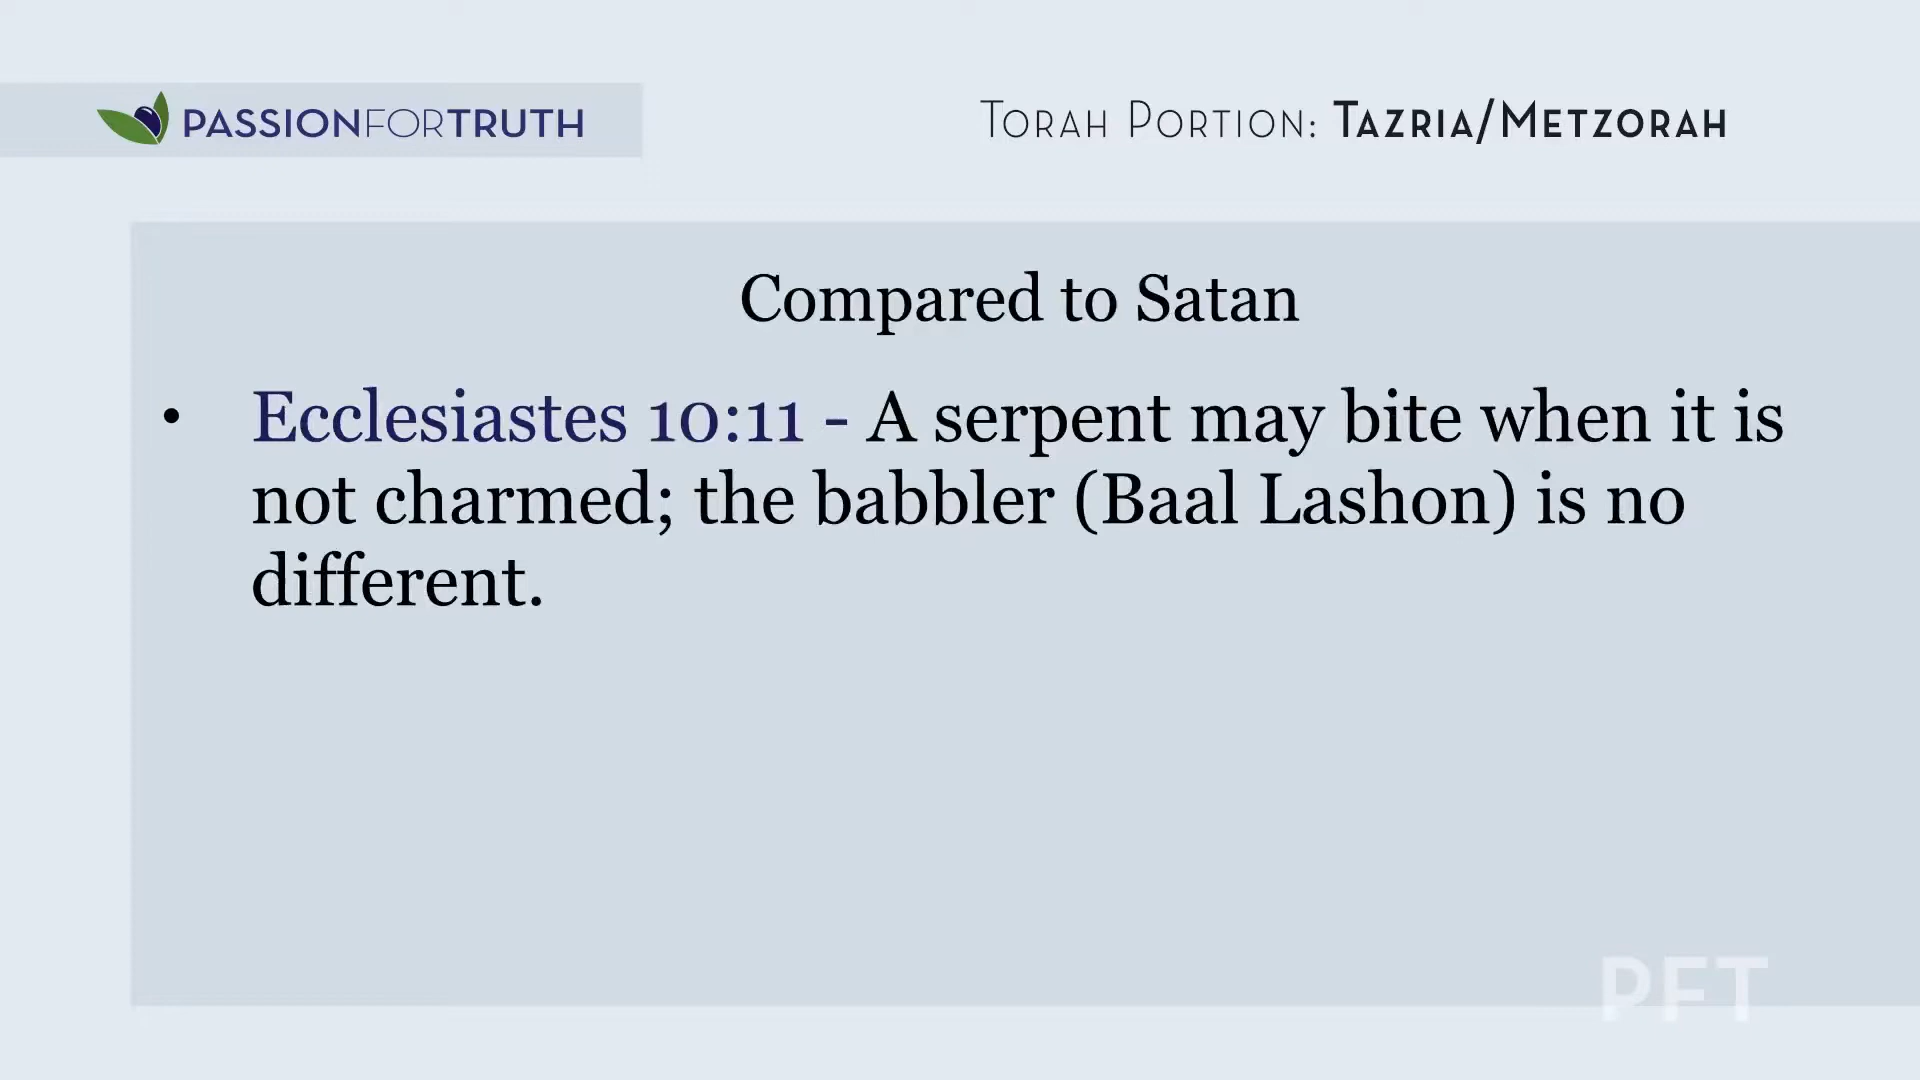 PASSIONFORTRUTH
Torah Portion: Tazria/Metzorah
Compared to Satan
• Ecclesiastes 10:11 - A serpent may bite when it is
not charmed; the babbler (Baal Lashon) is no
different.
PFT